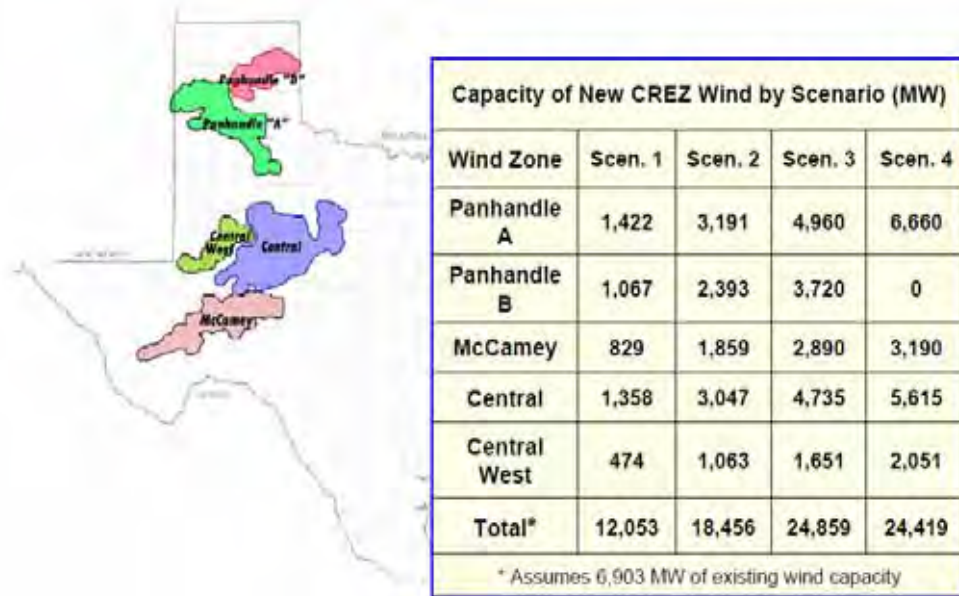 Panhandle "B"
Panhandle "A"
Central
West
Central
McCamey
Capacity of New CREZ Wind by Scenario (MW)
Wind Zone Scen. 1 Scen. 2 Scen. 3 Scen. 4
Panhandle
A 1,422 3,191 4,960 6,660
Panhandle
B 1,067 2,393 3,720 0
McCamey 829 1,859 2,890 3,190
Central 1,358 3,047 4,735 5,615
Central
West 474 1,063 1,651 2,051
Total* 12,053 18,456 24,859 24,419
* Assumes 6,903 MW of existing wind capacity